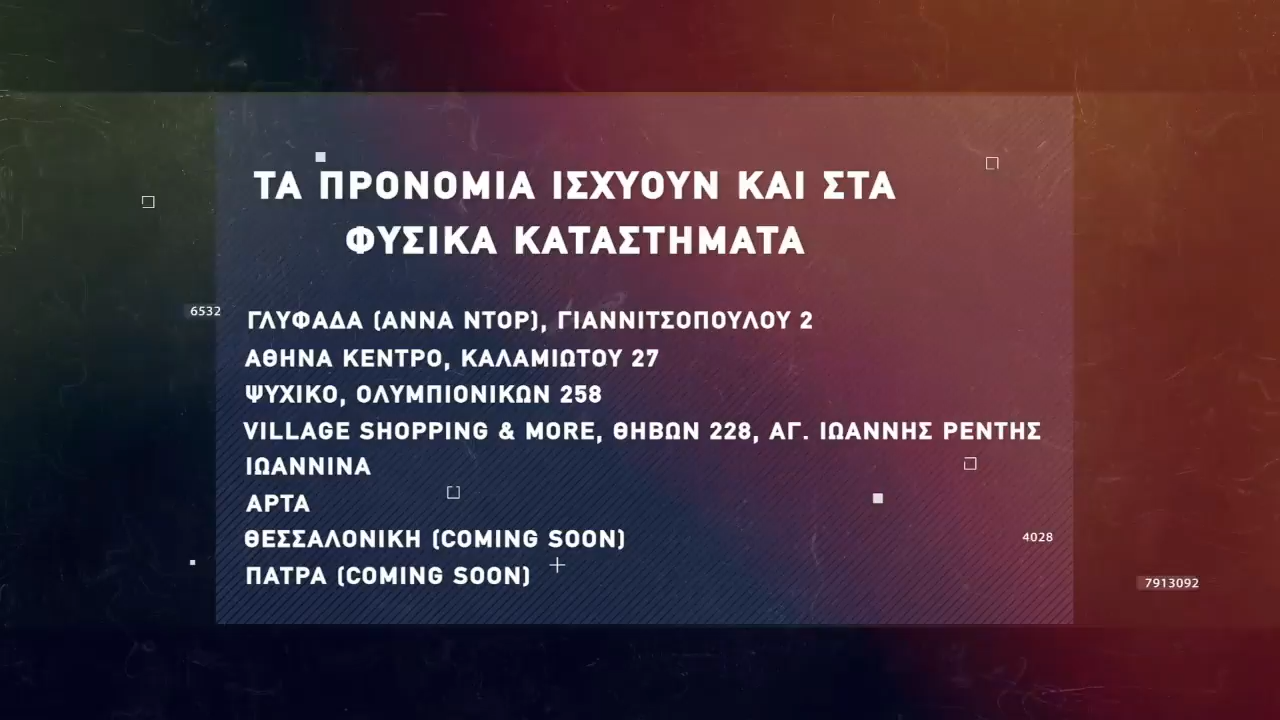 ΤΑ ΠΡΟΝΟΜΙΑ ΙΣΧΥΟΥΝ ΚΑΙ ΣΤΑ
ΦΥΣΙΚΑ ΚΑΤΑΣΤΗΜΑΤΑ
6532
ΓΛΥΦΑΔΑ (ΑΝΝΑ ΝΤΟΡ), ΓΙΑΝΝΙΤΣΟΠΟΥΛΟΥ 2
ΑΘΗΝΑ ΚΕΝΤΡΟ, ΚΑΛΑΜΙΩΤΟΥ 27
ΨΥΧΙΚΟ, ΟΛΥΜΠΙΟΝΙΚΩΝ 258
VILLAGE SHOPPING & MORE, ΘΗΒΩΝ 228, ΑΓ. ΙΩΑΝΝΗΣ ΡΕΝΤΗΣ
ΙΩΑΝΝΙΝΑ
ΑΡΤΑ
ΘΕΣΣΑΛΟΝΙΚΗ (COMING SOON)
4028
ΠΑΤΡΑ (COMING SOON)
7913092